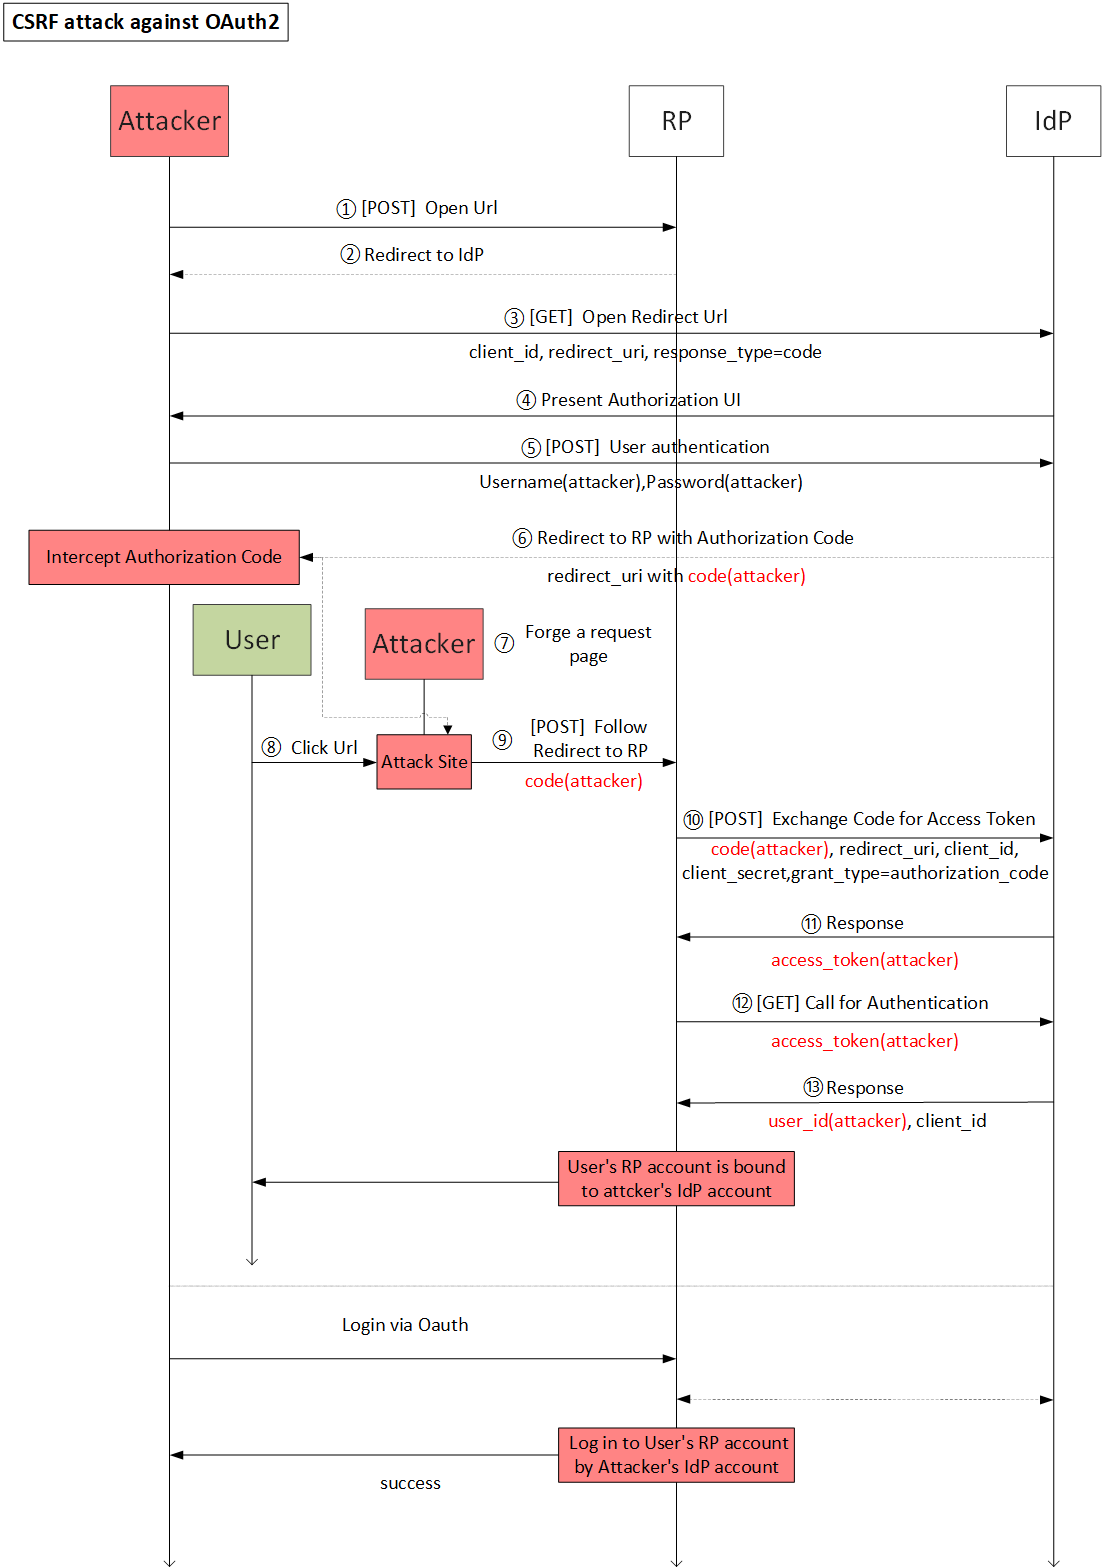 CSRF attack against OAuth2
Attacker
RP
IdP
① [POST]  Open Url
② Redirect to IdP
③ [GET]  Open Redirect Url
client_id, redirect_uri, response_type=code
④ Present Authorization UI
⑤ [POST]  User authentication
Username(attacker),Password(attacker)
⑥ Redirect to RP with Authorization Code
Intercept Authorization Code
redirect_uri with code(attacker)
User
Attacker
⑦ Forge a request
page
⑧ Click Url
Attack Site
⑨ [POST]  Follow
Redirect to RP
code(attacker)
⑩ [POST]  Exchange Code for Access Token
code(attacker), redirect_uri, client_id,
client_secret,grant_type=authorization_code
⑪ Response
access_token(attacker)
⑫ [GET] Call for Authentication
access_token(attacker)
⑬ Response
user_id(attacker), client_id
User's RP account is bound
to attcker's IdP account
Login via Oauth
Log in to User's RP account
by Attacker's IdP account
success